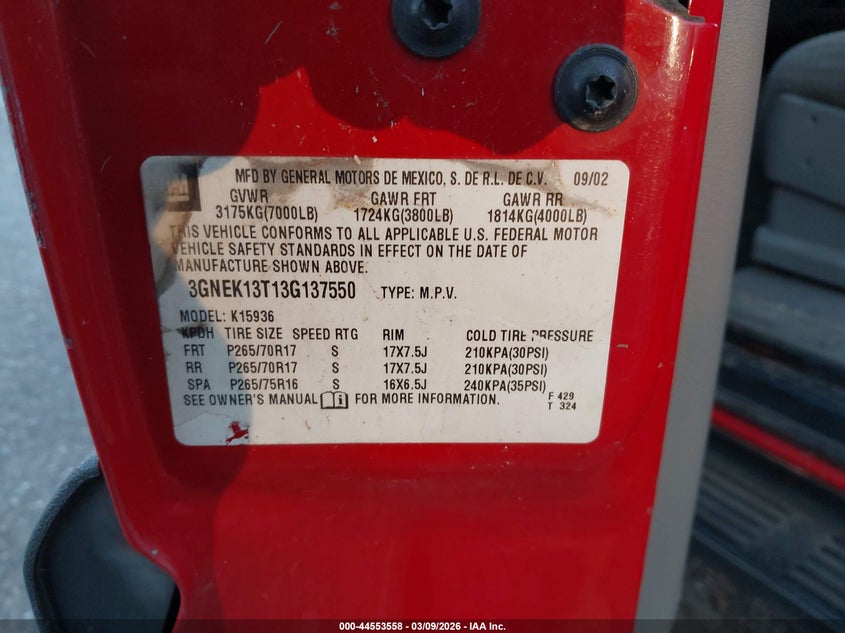 MFD BY GENERAL MOTORS DE MEXICO, S. DE R.L. DE C.V. 09/02
GVWR GAWR FRT GAWR RR
3175KG(7000LB) 1724KG(3800LB) 1814KG(4000LB)
THIS VEHICLE CONFORMS TO ALL APPLICABLE U.S. FEDERAL MOTOR
VEHICLE SAFETY STANDARDS IN EFFECT ON THE DATE OF
MANUFACTURE SHOWN ABOVE.
3GNEK13T13G137550 TYPE: M.P.V.
MODEL: K15936
KPDH TIRE SIZE SPEED RTG RIM COLD TIRE PRESSURE
FRT P265/70R17 S 17X7.5J 210KPA(30PSI)
RR P265/70R17 S 17X7.5J 210KPA(30PSI)
SPA P265/75R16 S 16X6.5J 240KPA(35PSI)
SEE OWNER'S MANUAL FOR MORE INFORMATION. F 429
T 324
000-44553558 - 03/09/2026 - IAA Inc.